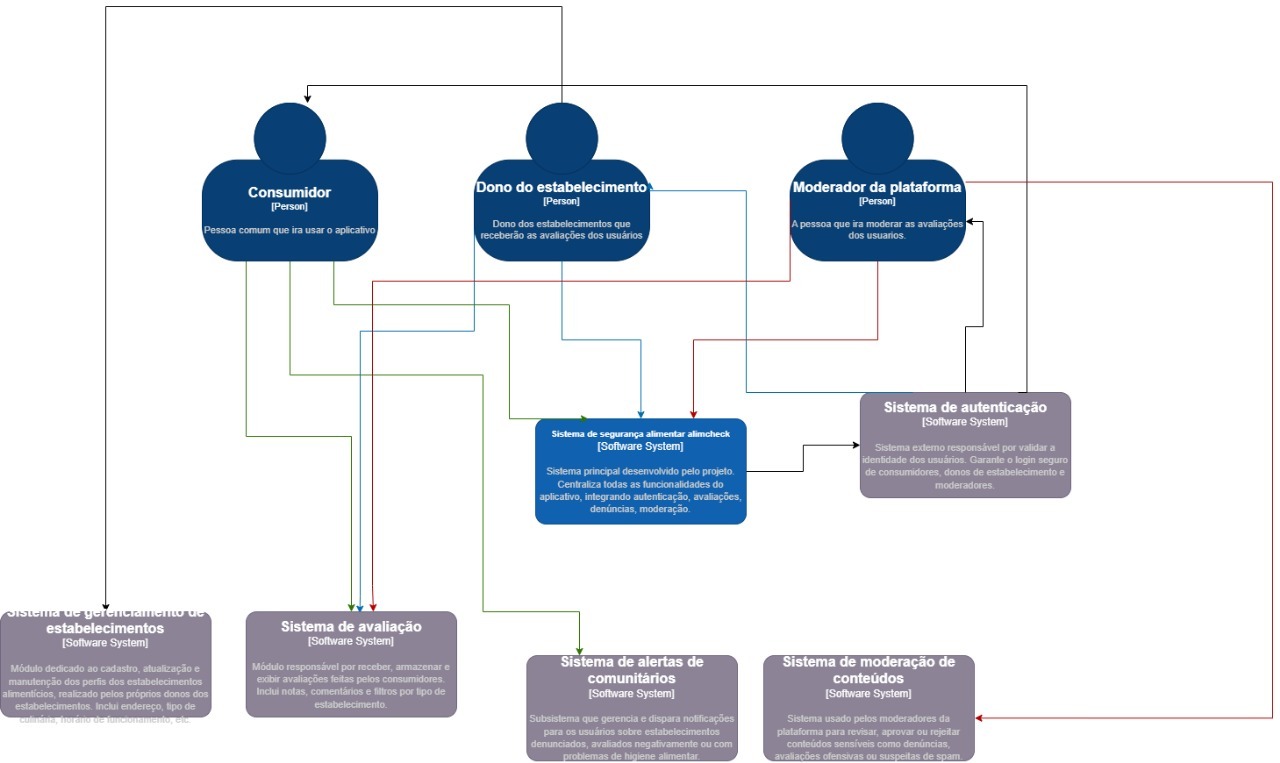 Consumidor
[Person]
Pessoa comum que ira usar o aplicativo
Dono do estabelecimento
[Person]
Dono dos estabelecimentos que
receberão as avaliações dos usuários
Moderador da plataforma
[Person]
A pessoa que ira moderar as avaliações
dos usuarios.
Sistema de segurança alimentar alimcheck
[Software System]
Sistema principal desenvolvido pelo projeto.
Centraliza todas as funcionalidades do
aplicativo, integrando autenticação, avaliações,
denúncias, moderação.
Sistema de autenticação
[Software System]
Sistema externo responsável por validar a
identidade dos usuários. Garante o login seguro
de consumidores, donos de estabelecimento e
moderadores.
Sistema de gerenciamento de
estabelecimentos
[Software System]
Módulo dedicado ao cadastro, atualização e
manutenção dos perfis dos estabelecimentos
alimentícios, realizado pelos próprios donos dos
estabelecimentos. Inclui endereço, tipo de
culinária, horário de funcionamento, etc.
Sistema de avaliação
[Software System]
Módulo responsável por receber, armazenar e
exibir avaliações feitas pelos consumidores.
Inclui notas, comentários e filtros por tipo de
estabelecimento.
Sistema de alertas de
comunitários
[Software System]
Subsistema que gerencia e dispara notificações
para os usuários sobre estabelecimentos
denunciados, avaliados negativamente ou com
problemas de higiene alimentar.
Sistema de moderação de
conteúdos
[Software System]
Sistema usado pelos moderadores da
plataforma para revisar, aprovar ou rejeitar
conteúdos sensíveis como denúncias,
avaliações ofensivas ou suspeitas de spam.